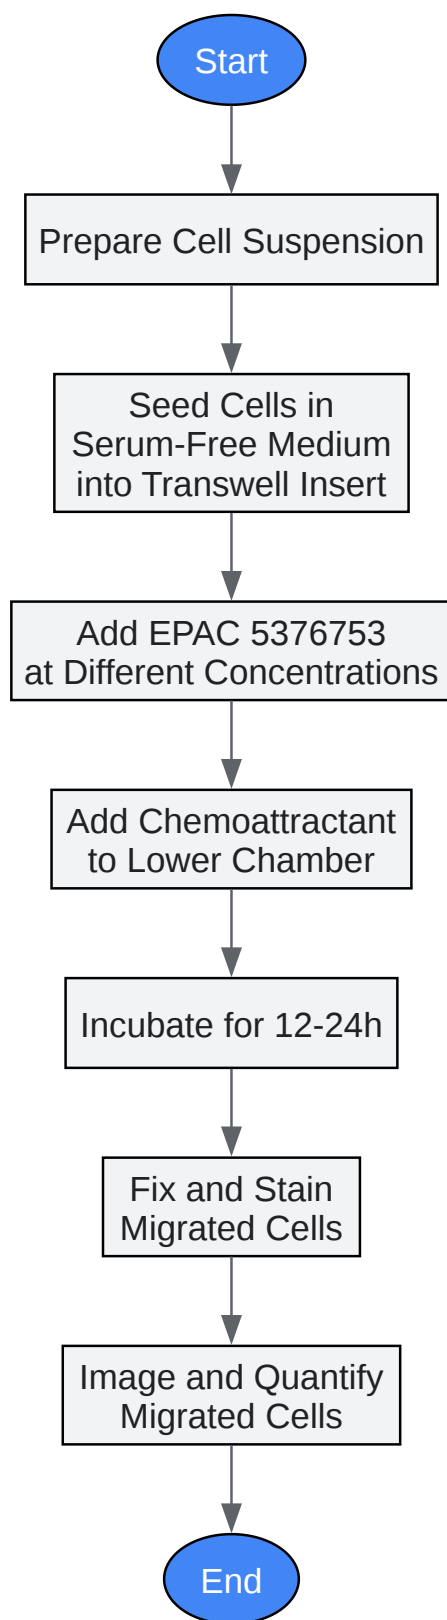 Start
Prepare Cell Suspension
Seed Cells in
Serum-Free Medium
into Transwell Insert
Add EPAC 5376753
at Different Concentrations
Add Chemoattractant
to Lower Chamber
Incubate for 12-24h
Fix and Stain
Migrated Cells
Image and Quantify
Migrated Cells
End